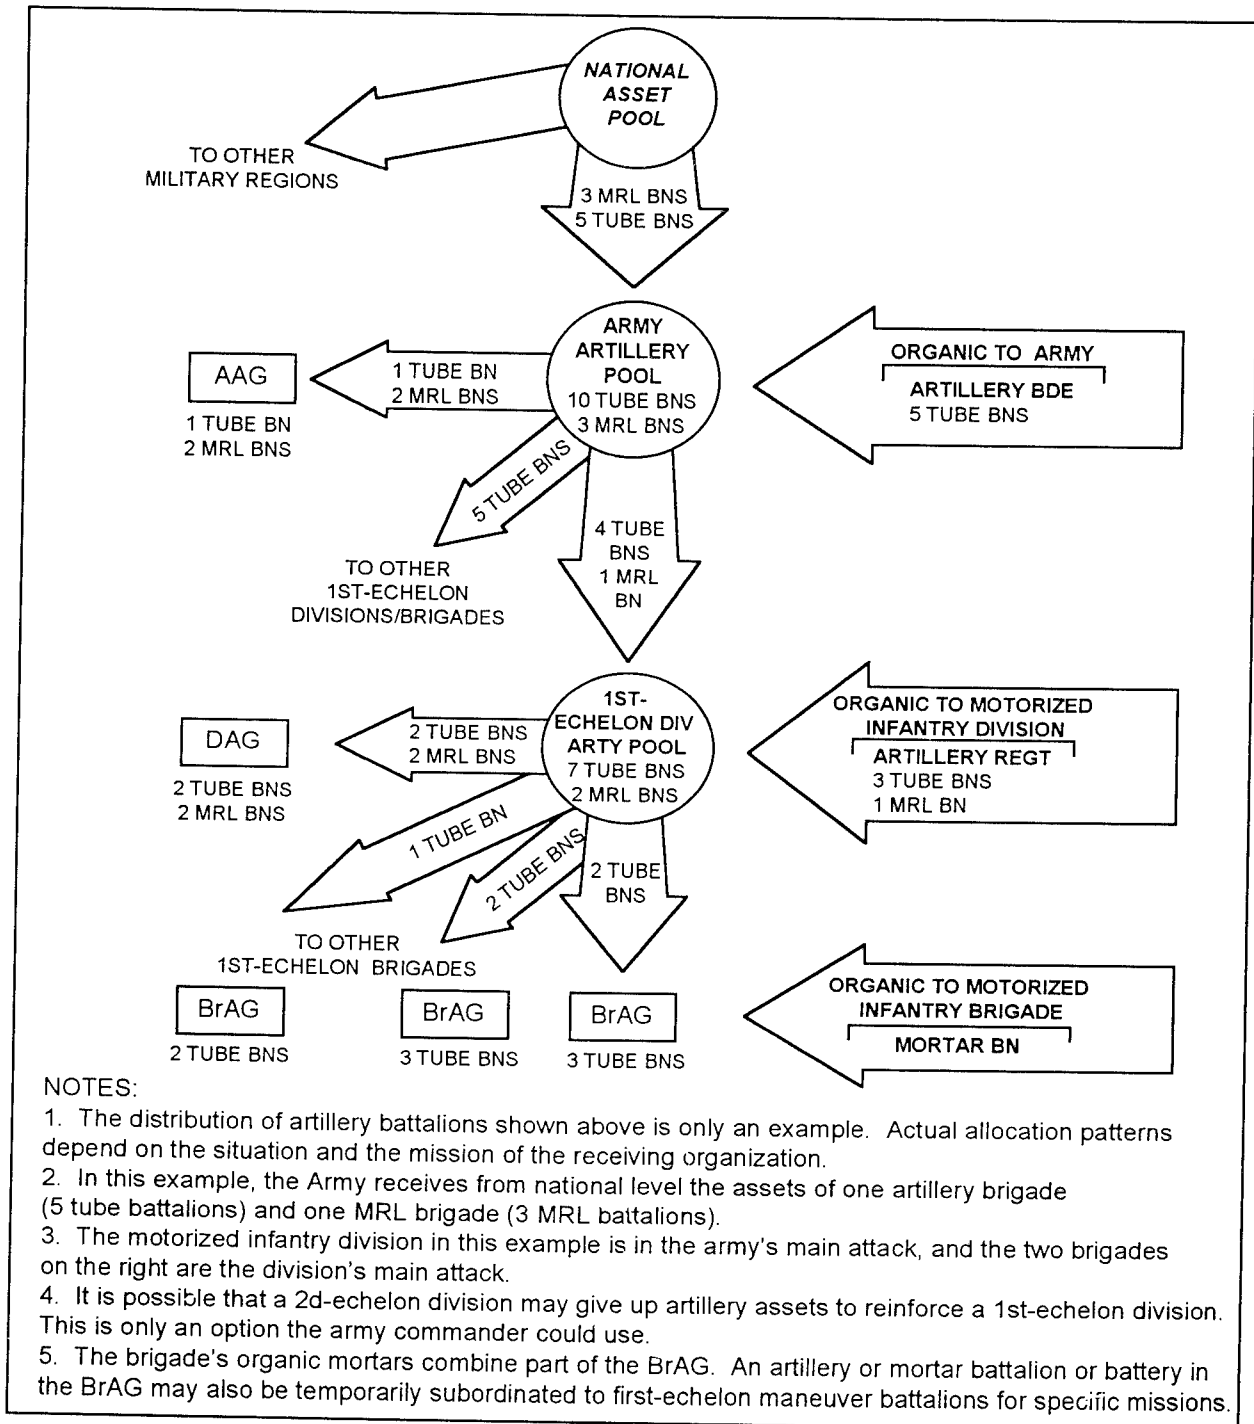 NATIONAL
ASSET
POOL
TO OTHER
MILITARY REGIONS
3 MRL BNS
5 TUBE BNS
ARMY
ARTILLERY
POOL
10 TUBE BNS
3 MRL BNS
ORGANIC TO ARMY
ARTILLERY BDE
5 TUBE BNS
1 TUBE BN
2 MRL BNS
AAG
1 TUBE BN
2 MRL BNS
5 TUBE BNS
TO OTHER
1ST-ECHELON
DIVISIONS/BRIGADES
4 TUBE
BNS
1 MRL
BN
1ST-
ECHELON DIV
ARTY POOL
7 TUBE BNS
2 MRL BNS
ORGANIC TO MOTORIZED
INFANTRY DIVISION
ARTILLERY REGT
3 TUBE BNS
1 MRL BN
2 TUBE BNS
2 MRL BNS
DAG
2 TUBE BNS
2 MRL BNS
1 TUBE BN
2 TUBE BNS
2 TUBE
BNS
TO OTHER
1ST-ECHELON BRIGADES
BrAG
2 TUBE BNS
BrAG
3 TUBE BNS
BrAG
3 TUBE BNS
ORGANIC TO MOTORIZED
INFANTRY BRIGADE
MORTAR BN
NOTES:
1. The distribution of artillery battalions shown above is only an example. Actual allocation patterns
depend on the situation and the mission of the receiving organization.
2. In this example, the Army receives from national level the assets of one artillery brigade
(5 tube battalions) and one MRL brigade (3 MRL battalions).
3. The motorized infantry division in this example is in the army's main attack, and the two brigades
on the right are the division's main attack.
4. It is possible that a 2d-echelon division may give up artillery assets to reinforce a 1st-echelon division.
This is only an option the army commander could use.
5. The brigade's organic mortars combine part of the BrAG. An artillery or mortar battalion or battery in
the BrAG may also be temporarily subordinated to first-echelon maneuver battalions for specific missions.